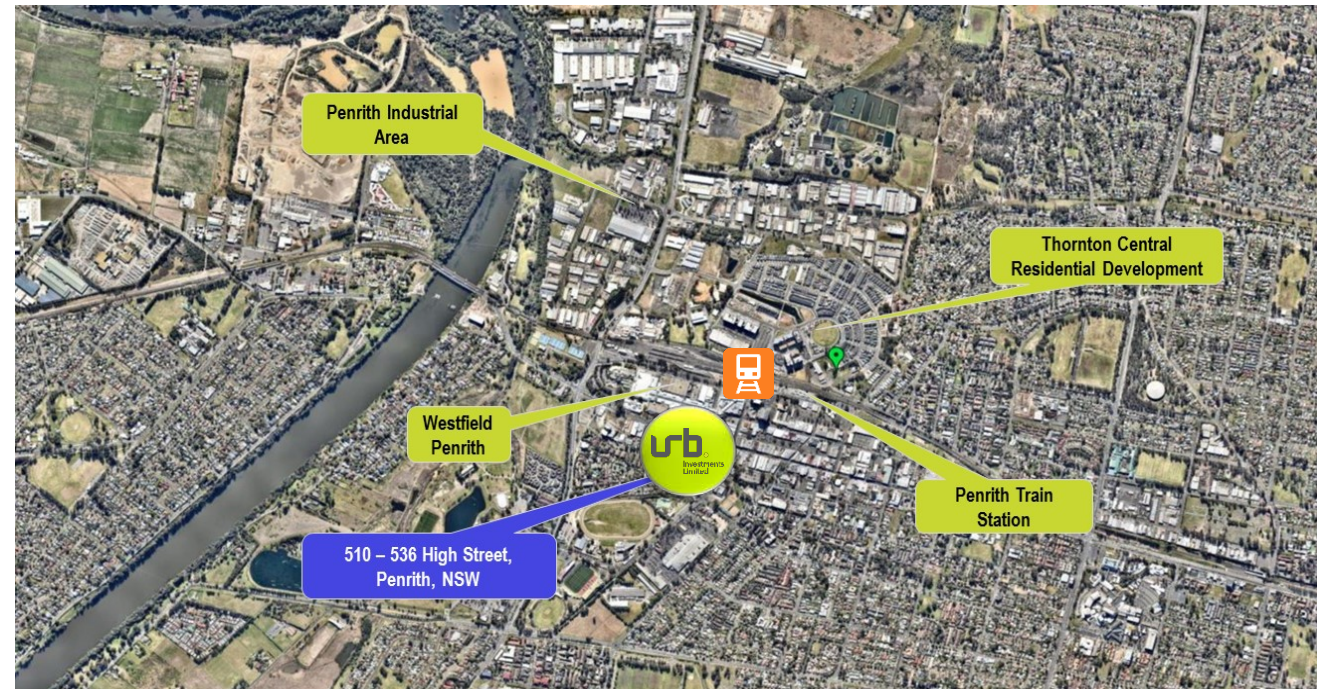 Penrith Industrial
Area
Thornton Central
Residential Development
Westfield
Penrith
urb
Investments
Limited
Penrith Train
Station
510 – 536 High Street,
Penrith, NSW